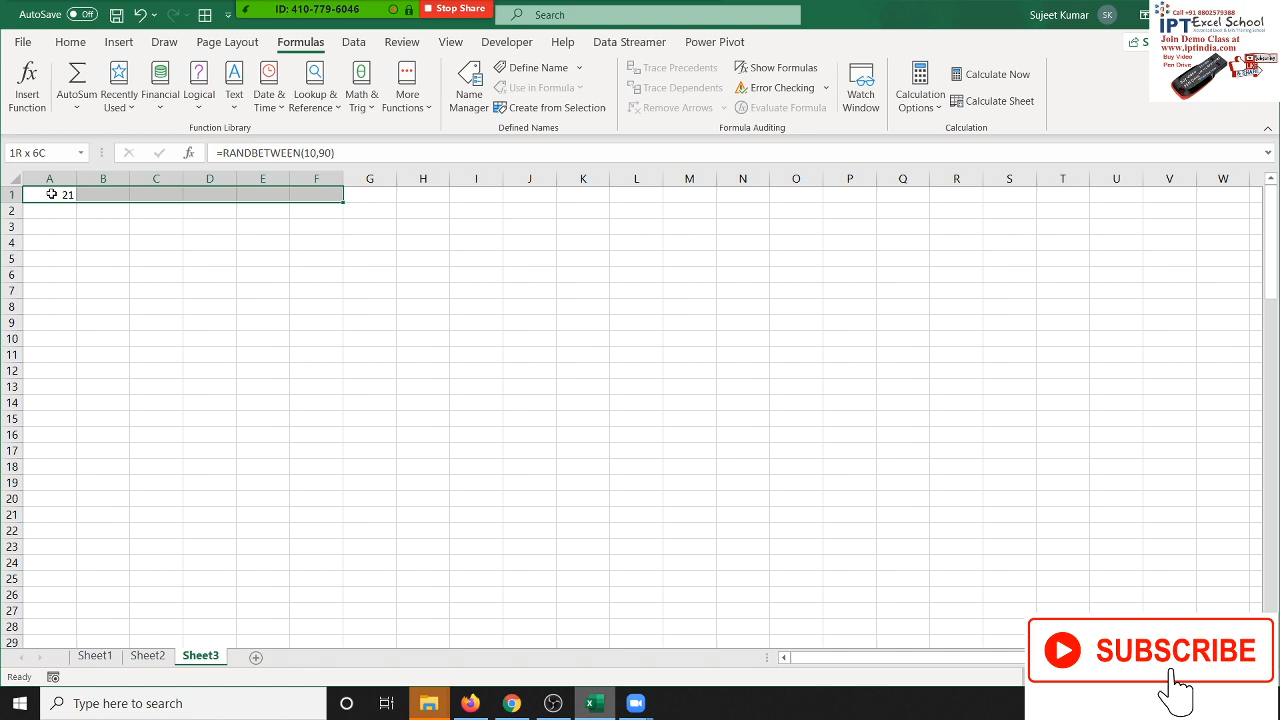 AutoSave Off
ID: 410-779-6046 Stop Share
Search
Sujeet Kumar SK
File Home Insert Draw Page Layout Formulas Data Review View Developer Help Data Streamer Power Pivot
Insert Function
AutoSum
Recently Used
Financial
Logical
Text
Date & Time
Lookup & Reference
Math & Trig
More Functions
Function Library
Name Manager
Define Name
Use in Formula
Create from Selection
Defined Names
Trace Precedents
Trace Dependents
Remove Arrows
Show Formulas
Error Checking
Evaluate Formula
Formula Auditing
Watch Window
Calculation Options
Calculate Now
Calculate Sheet
Calculation
Call +91 8802579388
IPT Excel School
Advanced Excel & MIS Training School
Join Demo Class at
www.iptindia.com
Buy Video
Pen Drive
1R x 6C fx =RANDBETWEEN(10,90)
A B C D E F G H I J K L M N O P Q R S T U V W
1 21
2
3
4
5
6
7
8
9
10
11
12
13
14
15
16
17
18
19
20
21
22
23
24
25
26
27
28
29
Sheet1 Sheet2 Sheet3
Ready
SUBSCRIBE
Type here to search